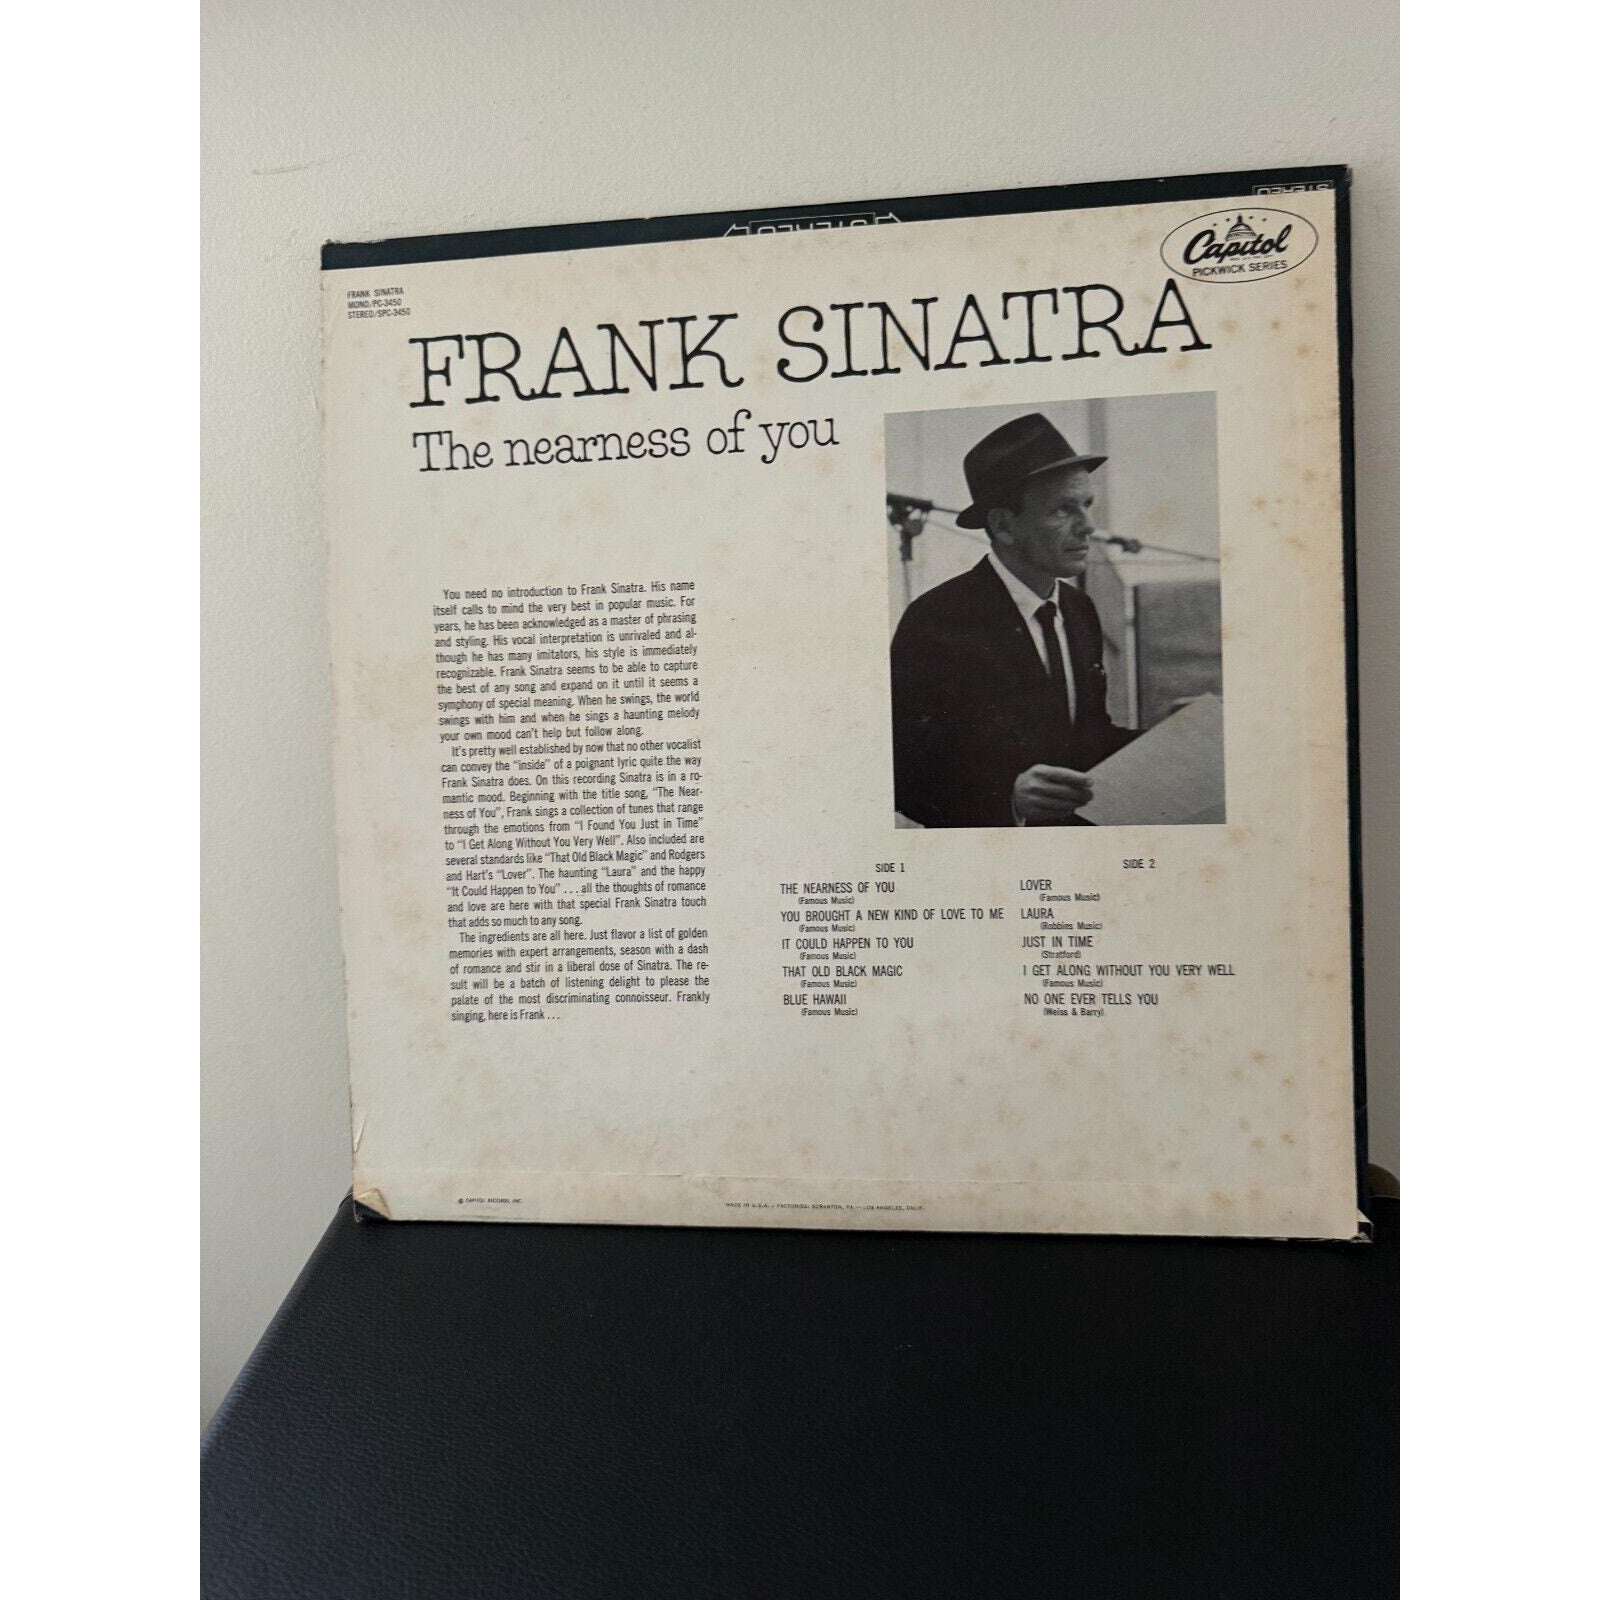 STEREO
STEREO
Capitol
PICKWICK SERIES
FRANK SINATRA
MONO/PC-3450
STEREO/SPC-3450
FRANK SINATRA
The nearness of you
You need no introduction to Frank Sinatra. His name
itself calls to mind the very best in popular music. For
years, he has been acknowledged as a master of phrasing
and styling. His vocal interpretation is unrivaled and al-
though he has many imitators, his style is immediately
recognizable. Frank Sinatra seems to be able to capture
the best of any song and expand on it until it seems a
symphony of special meaning. When he swings, the world
swings with him and when he sings a haunting melody
your own mood can't help but follow along.
It's pretty well established by now that no other vocalist
can convey the "inside" of a poignant lyric quite the way
Frank Sinatra does. On this recording Sinatra is in a ro-
mantic mood. Beginning with the title song, "The Near-
ness of You", Frank sings a collection of tunes that range
through the emotions from "I Found You Just in Time"
to "I Get Along Without You Very Well". Also included are
several standards like "That Old Black Magic" and Rodgers
and Hart's "Lover". The haunting "Laura" and the happy
"It Could Happen to You" ... all the thoughts of romance
and love are here with that special Frank Sinatra touch
that adds so much to any song.
The ingredients are all here. Just flavor a list of golden
memories with expert arrangements, season with a dash
of romance and stir in a liberal dose of Sinatra. The re-
sult will be a batch of listening delight to please the
palate of the most discriminating connoisseur. Frankly
singing, here is Frank ...
SIDE 1
THE NEARNESS OF YOU
(Famous Music)
YOU BROUGHT A NEW KIND OF LOVE TO ME
(Famous Music)
IT COULD HAPPEN TO YOU
(Famous Music)
THAT OLD BLACK MAGIC
(Famous Music)
BLUE HAWAII
(Famous Music)
SIDE 2
LOVER
(Famous Music)
LAURA
(Robbins Music)
JUST IN TIME
(Stratford)
I GET ALONG WITHOUT YOU VERY WELL
(Famous Music)
NO ONE EVER TELLS YOU
(Weiss & Barry)
© CAPITOL RECORDS, INC.
MADE IN U.S.A. • FACTORIES: SCRANTON, PA. — LOS ANGELES, CALIF.